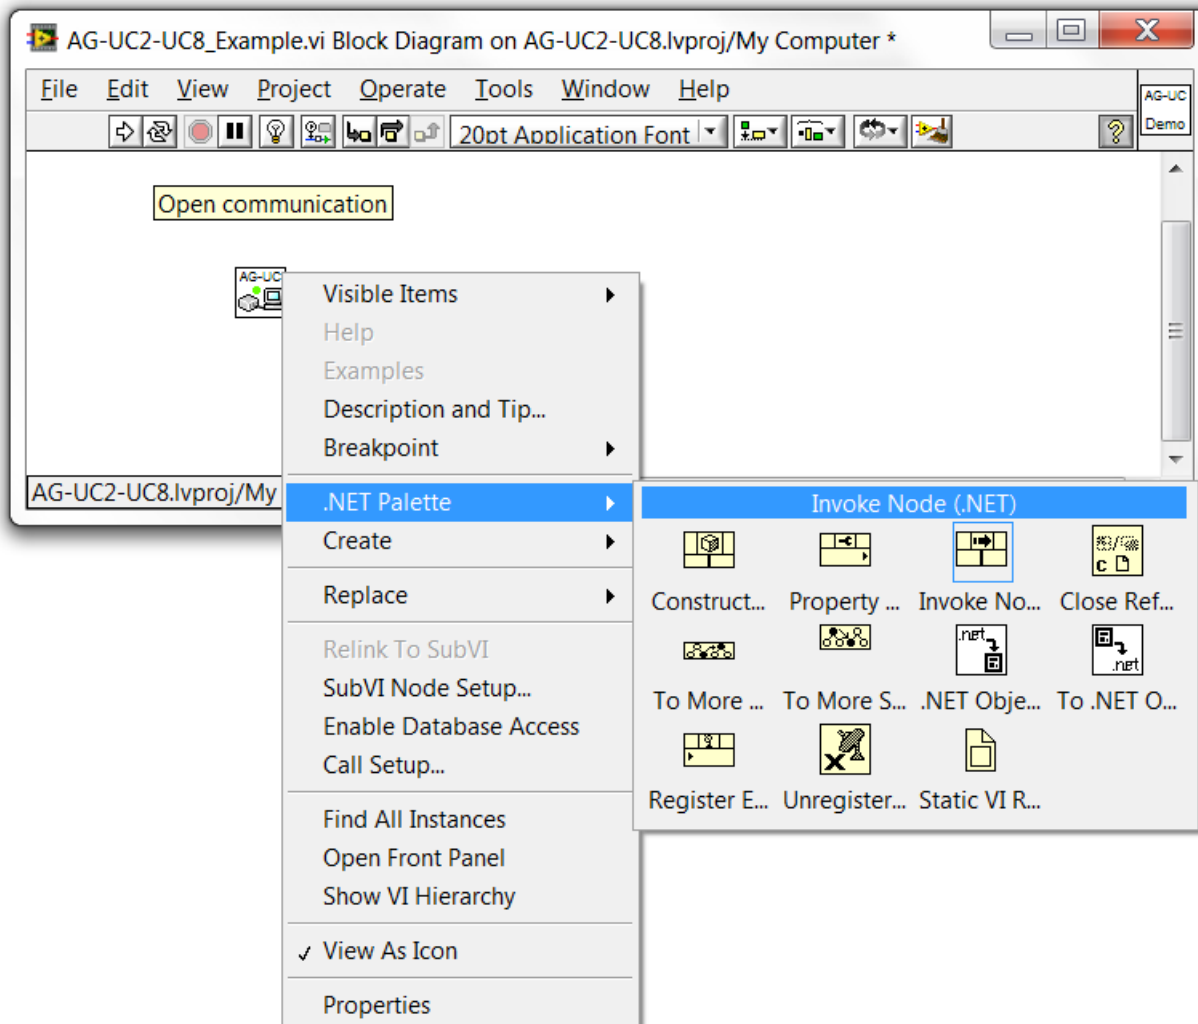 AG-UC2-UC8_Example.vi Block Diagram on AG-UC2-UC8.lvproj/My Computer *
File Edit View Project Operate Tools Window Help
AG-UC
Demo
20pt Application Font
Open communication
AG-UC
Visible Items
Help
Examples
Description and Tip...
Breakpoint
AG-UC2-UC8.lvproj/My
.NET Palette
Create
Replace
Relink To SubVI
SubVI Node Setup...
Enable Database Access
Call Setup...
Find All Instances
Open Front Panel
Show VI Hierarchy
✓ View As Icon
Properties
Invoke Node (.NET)
Construct... Property ... Invoke No... Close Ref...
.net
.net
To More ... To More S... .NET Obje... To .NET O...
Register E... Unregister... Static VI R...